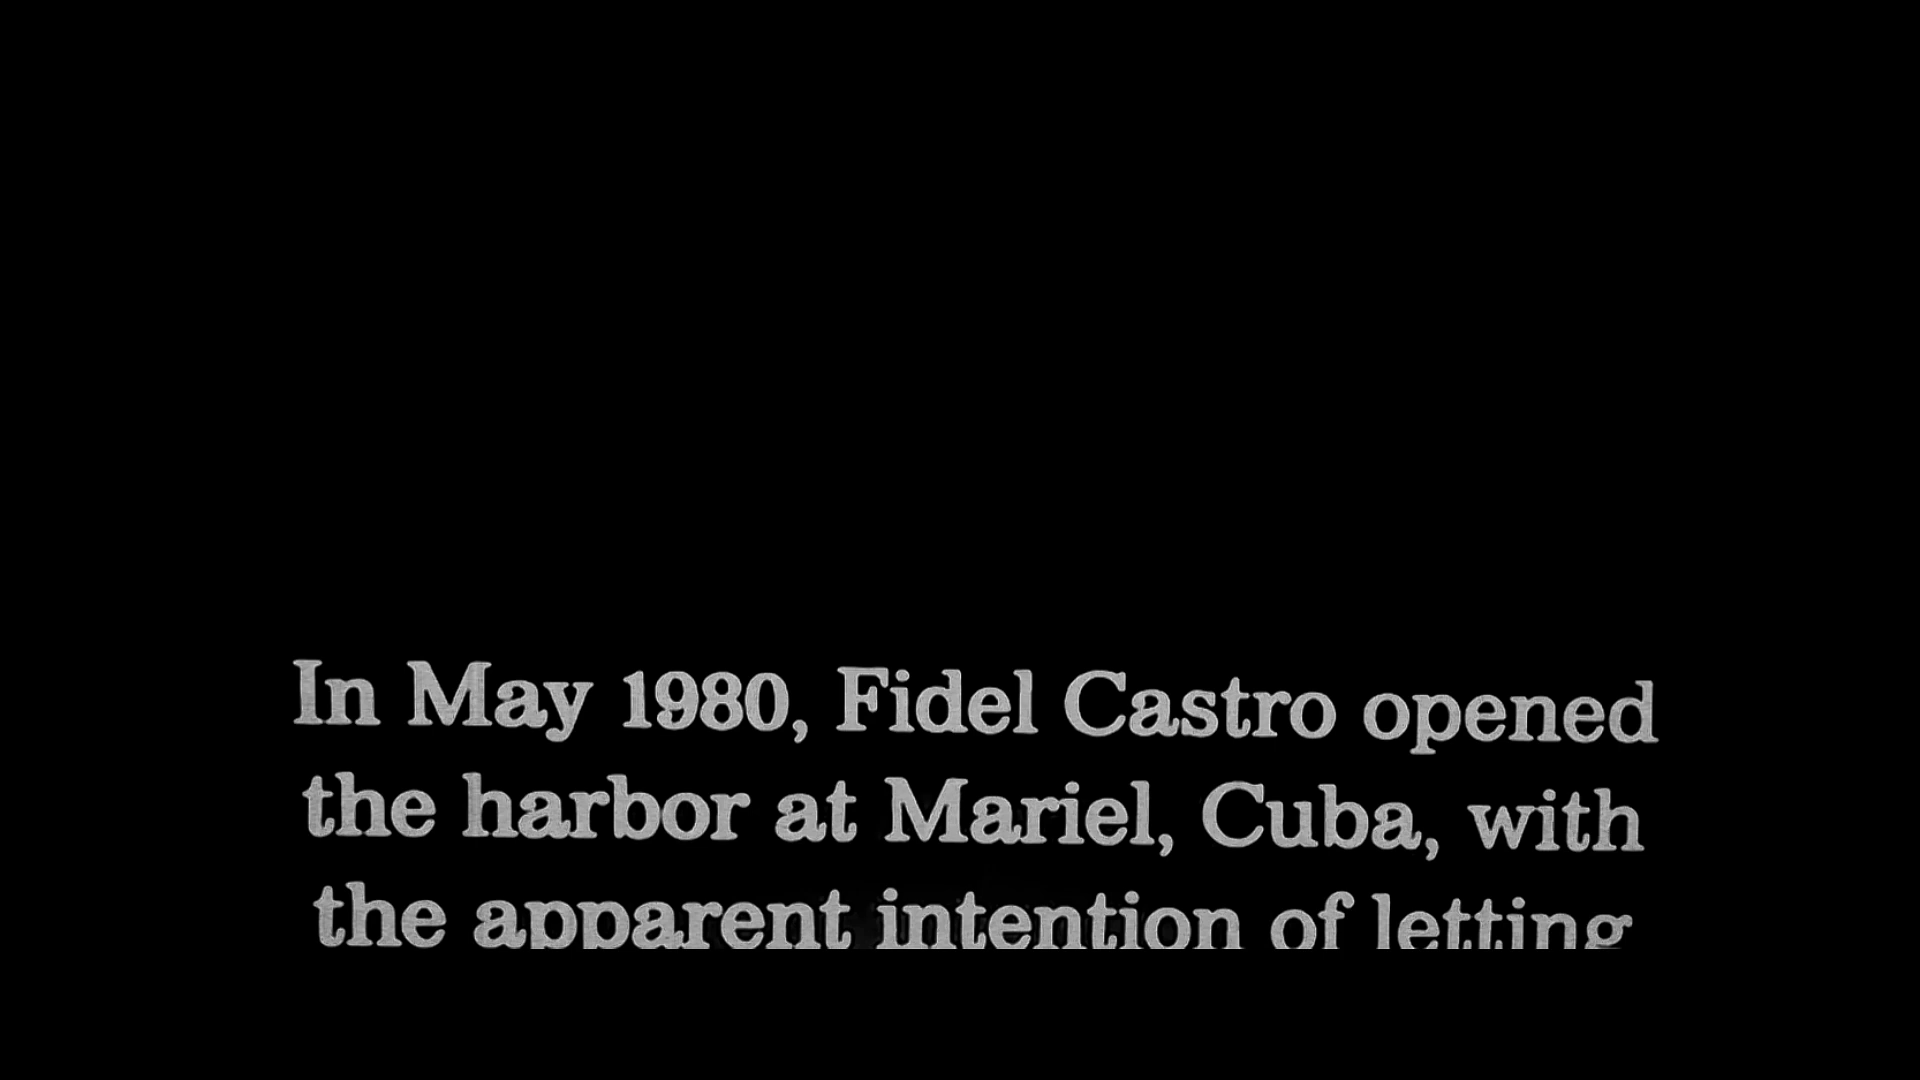 In May 1980, Fidel Castro opened
the harbor at Mariel, Cuba, with
the apparent intention of letting